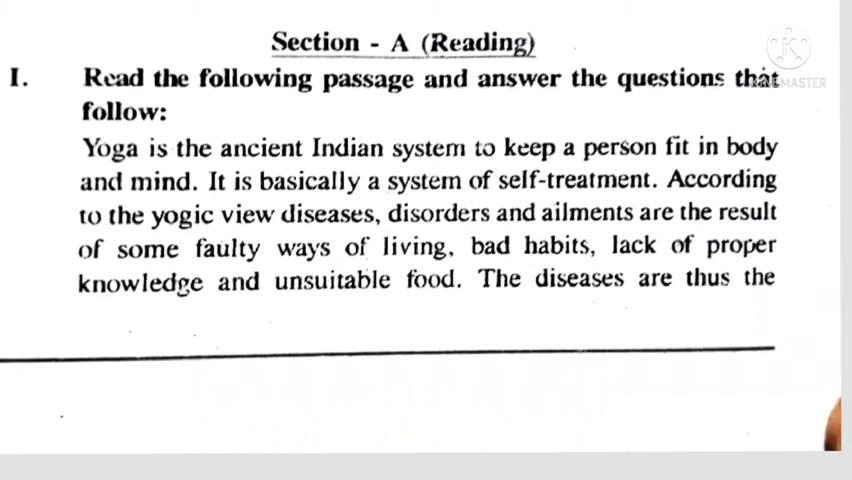 Section - A (Reading)
I. Read the following passage and answer the questions that
follow:
Yoga is the ancient Indian system to keep a person fit in body
and mind. It is basically a system of self-treatment. According
to the yogic view diseases, disorders and ailments are the result
of some faulty ways of living, bad habits, lack of proper
knowledge and unsuitable food. The diseases are thus the